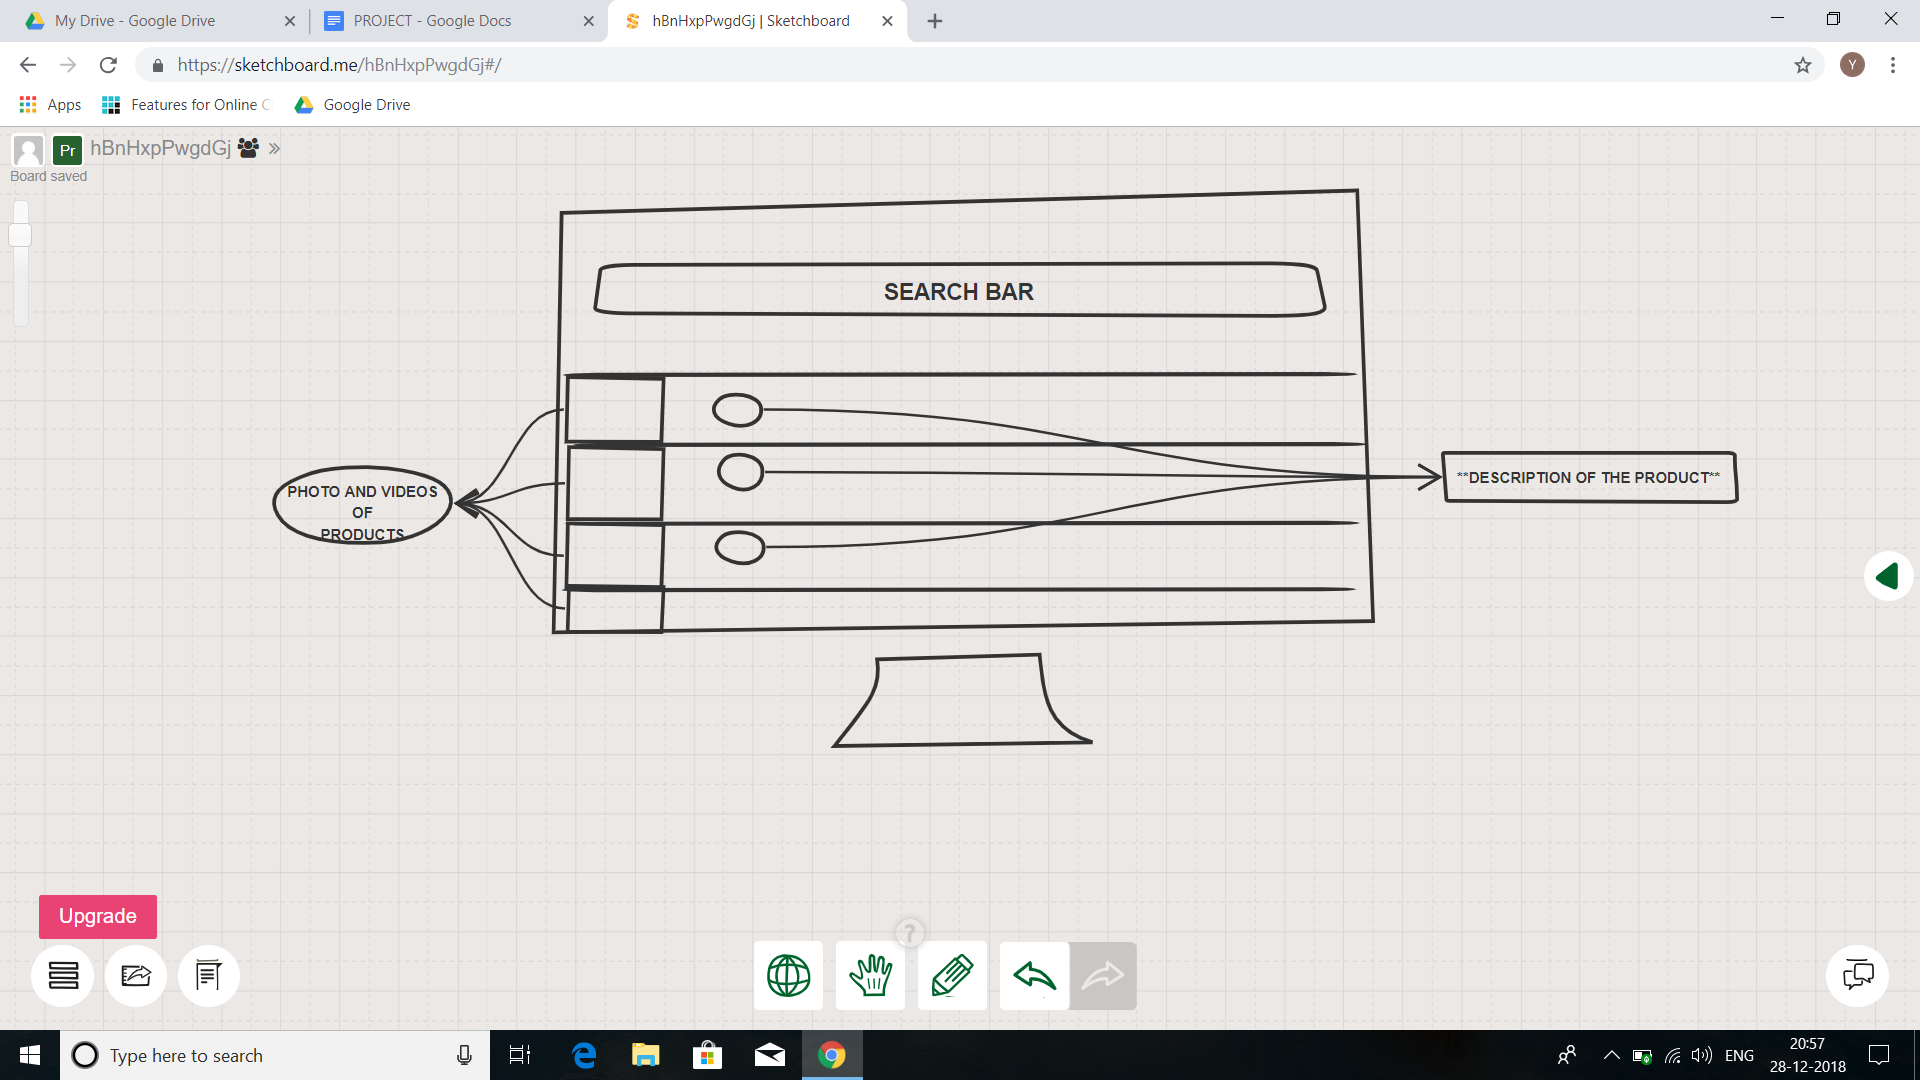 My Drive - Google Drive
PROJECT - Google Docs
hBnHxpPwgdGj | Sketchboard
https://sketchboard.me/hBnHxpPwgdGj#/
Y
Apps
Features for Online C
Google Drive
Pr
hBnHxpPwgdGj
Board saved
SEARCH BAR
PHOTO AND VIDEOS
OF
PRODUCTS
**DESCRIPTION OF THE PRODUCT**
Upgrade
?
Type here to search
ENG
20:57
28-12-2018